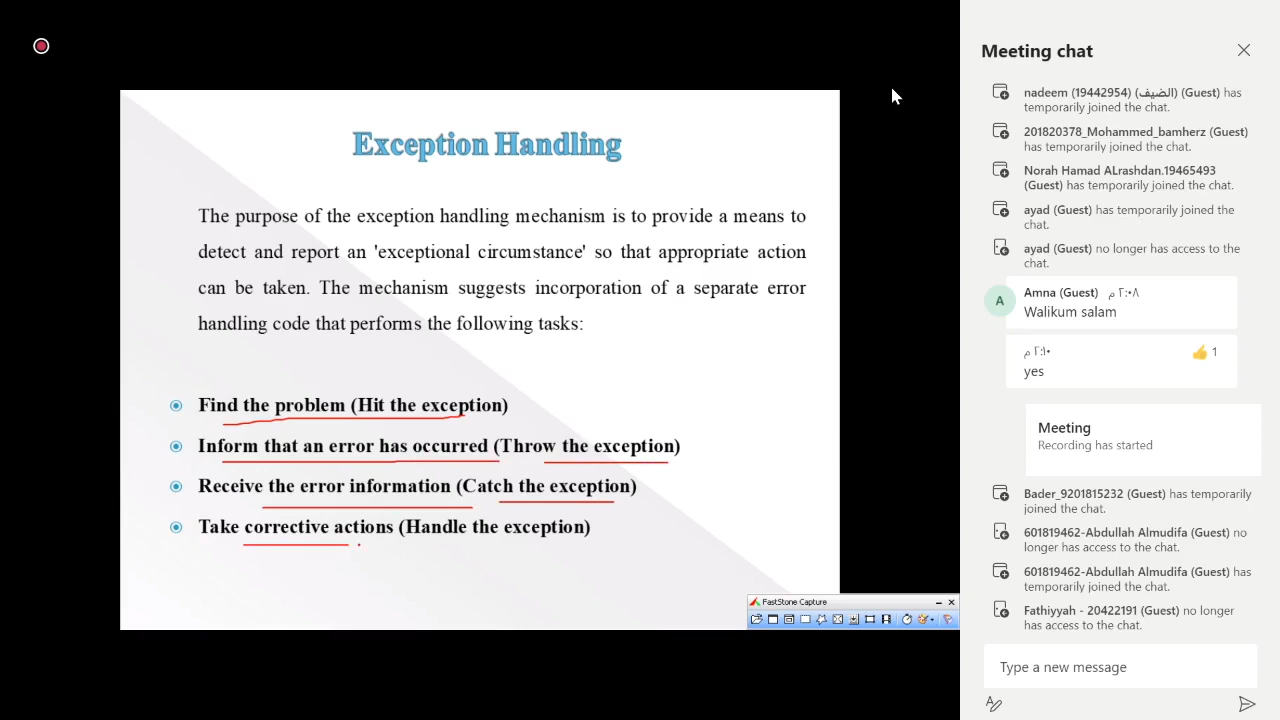 Exception Handling
The purpose of the exception handling mechanism is to provide a means to
detect and report an 'exceptional circumstance' so that appropriate action
can be taken. The mechanism suggests incorporation of a separate error
handling code that performs the following tasks:
Find the problem (Hit the exception)
Inform that an error has occurred (Throw the exception)
Receive the error information (Catch the exception)
Take corrective actions (Handle the exception)
FastStone Capture
Meeting chat
nadeem (19442954) (الضيف) (Guest) has
temporarily joined the chat.
201820378_Mohammed_bamherz (Guest)
has temporarily joined the chat.
Norah Hamad ALrashdan.19465493
(Guest) has temporarily joined the chat.
ayad (Guest) has temporarily joined the
chat.
ayad (Guest) no longer has access to the
chat.
A
Amna (Guest) ٢:٠٨ م
Walikum salam
٢:١٠ م
1
yes
Meeting
Recording has started
Bader_9201815232 (Guest) has temporarily
joined the chat.
601819462-Abdullah Almudifa (Guest) no
longer has access to the chat.
601819462-Abdullah Almudifa (Guest) has
temporarily joined the chat.
Fathiyyah - 20422191 (Guest) no longer
has access to the chat.
Type a new message